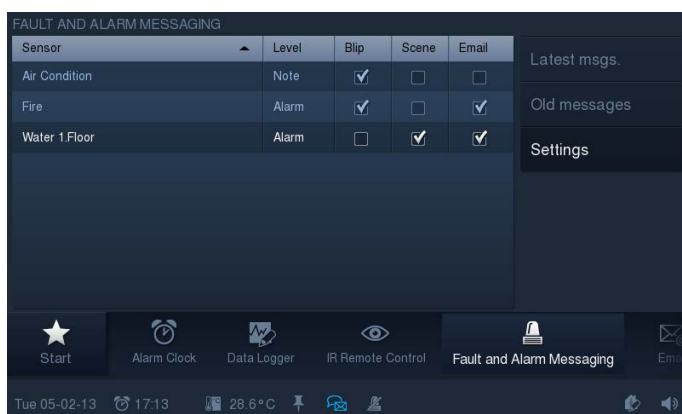 FAULT AND ALARM MESSAGING
Sensor Level Blip Scene Email
Air Condition Note
Fire Alarm
Water 1.Floor Alarm
Latest msgs.
Old messages
Settings
Start Alarm Clock Data Logger IR Remote Control Fault and Alarm Messaging Ema
Tue 05-02-13 17:13 28.6°C